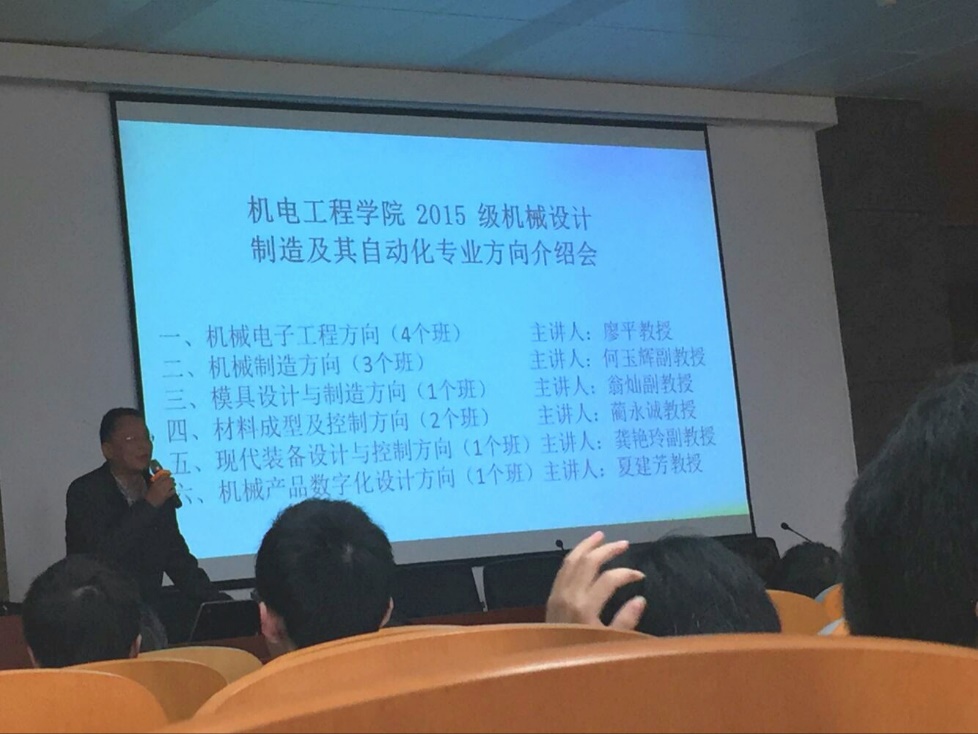 机电工程学院 2015 级机械设计
制造及其自动化专业方向介绍会
一、机械电子工程方向（4个班） 主讲人：廖平教授
二、机械制造方向（3个班） 主讲人：何玉辉副教授
三、模具设计与制造方向（1个班） 主讲人：翁灿副教授
四、材料成型及控制方向（2个班） 主讲人：蔺永诚教授
五、现代装备设计与控制方向（1个班）主讲人：龚艳玲副教授
六、机械产品数字化设计方向（1个班）主讲人：夏建芳教授